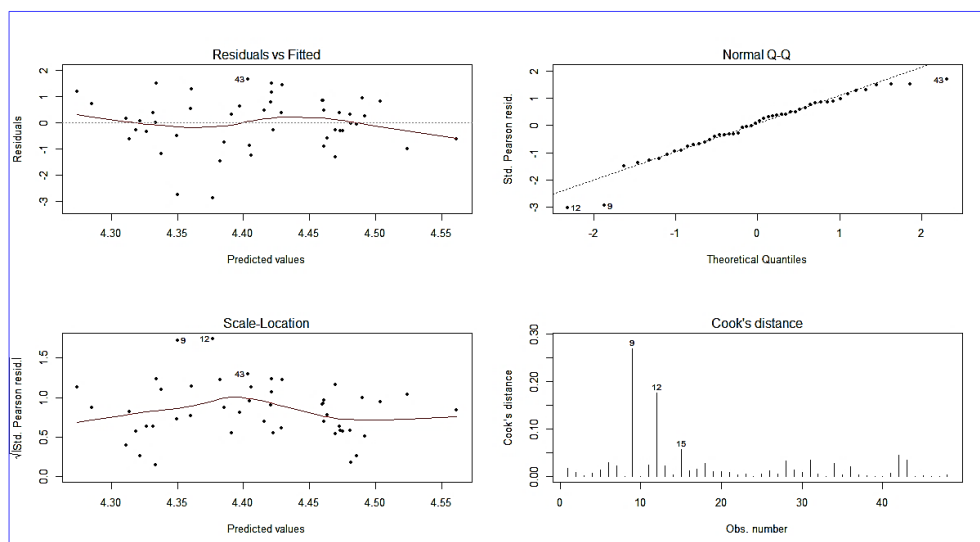 Residuals vs Fitted
Residuals
2
1
0
-1
-2
-3
43
4.30 4.35 4.40 4.45 4.50 4.55
Predicted values
Normal Q-Q
Std. Pearson resid.
2
1
0
-1
-2
-3
43
12
9
-2 -1 0 1 2
Theoretical Quantiles
Scale-Location
√|Std. Pearson resid.|
1.5
1.0
0.5
0.0
9
12
43
4.30 4.35 4.40 4.45 4.50 4.55
Predicted values
Cook's distance
Cook's distance
0.30
0.20
0.10
0.00
9
12
15
0 10 20 30 40
Obs. number